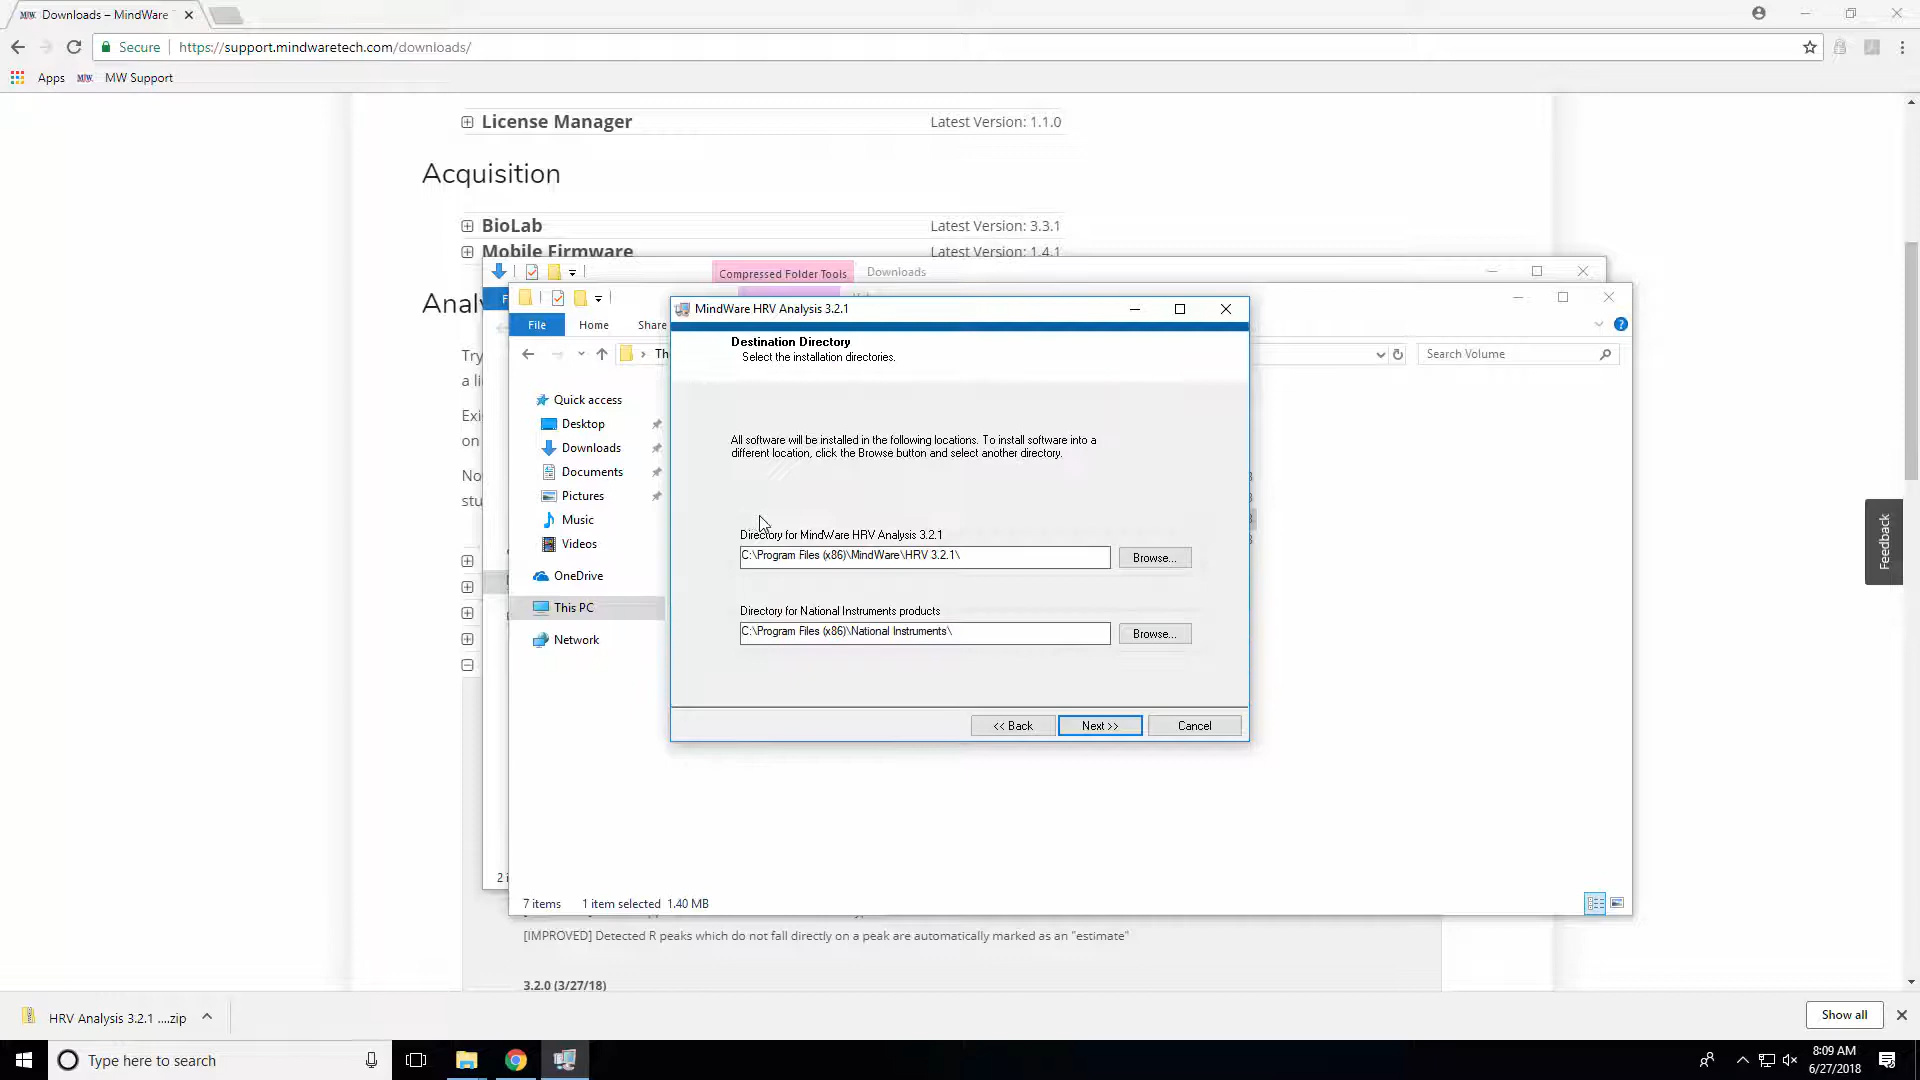 Downloads – MindWare
Secure
https://support.mindwaretech.com/downloads/
Apps
MW Support
License Manager
Latest Version: 1.1.0
Acquisition
BioLab
Latest Version: 3.3.1
Mobile Firmware
Latest Version: 1.4.1
Compressed Folder Tools
Downloads
MindWare HRV Analysis 3.2.1
File
Home
Share
Search Volume
Destination Directory
Select the installation directories.
Quick access
Desktop
Downloads
Documents
Pictures
Music
Videos
OneDrive
This PC
Network
All software will be installed in the following locations. To install software into a
different location, click the Browse button and select another directory.
Directory for MindWare HRV Analysis 3.2.1
C:\Program Files (x86)\MindWare\HRV 3.2.1\
Browse...
Directory for National Instruments products
C:\Program Files (x86)\National Instruments\
Browse...
<< Back
Next >>
Cancel
Feedback
7 items
1 item selected 1.40 MB
[IMPROVED] Detected R peaks which do not fall directly on a peak are automatically marked as an "estimate"
3.2.0 (3/27/18)
HRV Analysis 3.2.1 ....zip
Show all
Type here to search
8:09 AM
6/27/2018